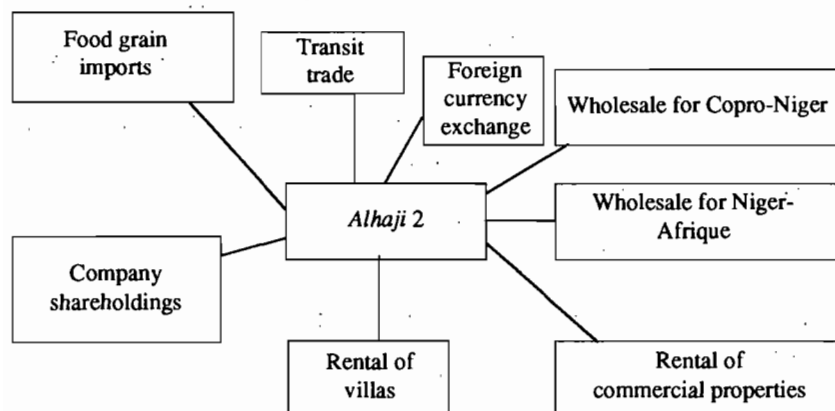 Food grain
imports
Transit
trade
Foreign
currency
exchange
Wholesale for Copro-Niger
Alhaji 2
Wholesale for Niger-
Afrique
Company
shareholdings
Rental of
villas
Rental of
commercial properties